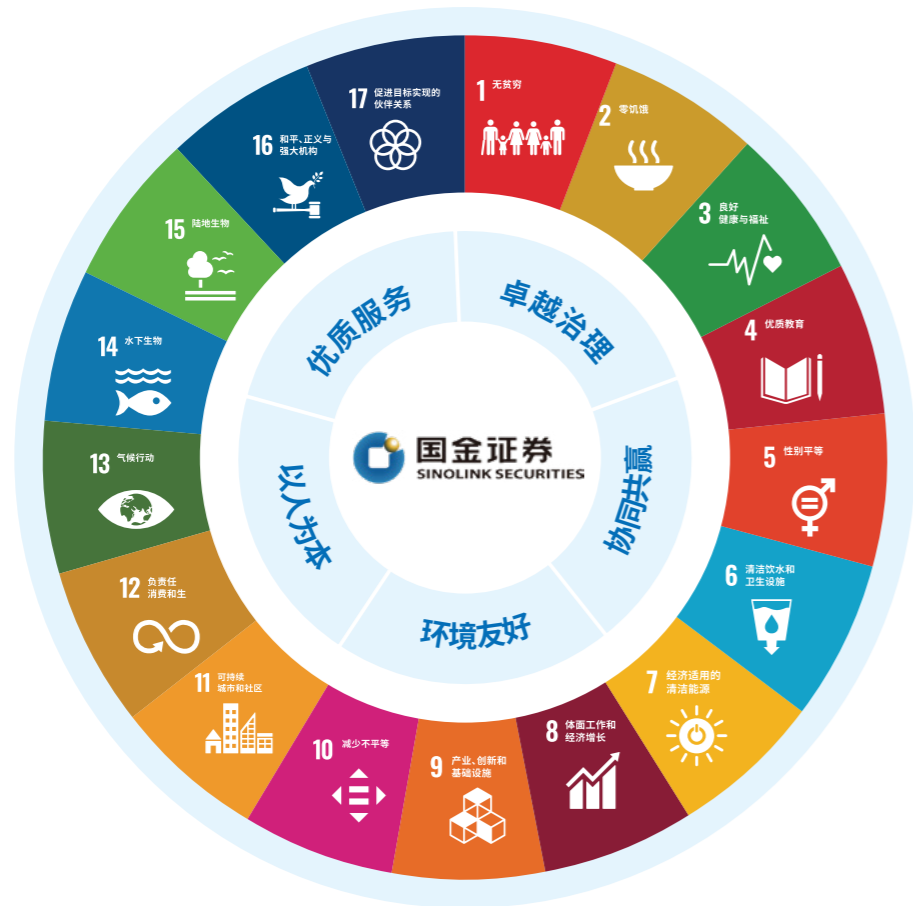 1 无贫穷
2 零饥饿
3 良好
健康与福祉
4 优质教育
5 性别平等
6 清洁饮水和
卫生设施
7 经济适用的
清洁能源
8 体面工作和
经济增长
9 产业、创新和
基础设施
10 减少不平等
11 可持续
城市和社区
12 负责任
消费和生
13 气候行动
14 水下生物
15 陆地生物
16 和平、正义与
强大机构
17 促进目标实现的
伙伴关系
卓越治理
协同共赢
环境友好
以人为本
优质服务
国金证券
SINOLINK SECURITIES